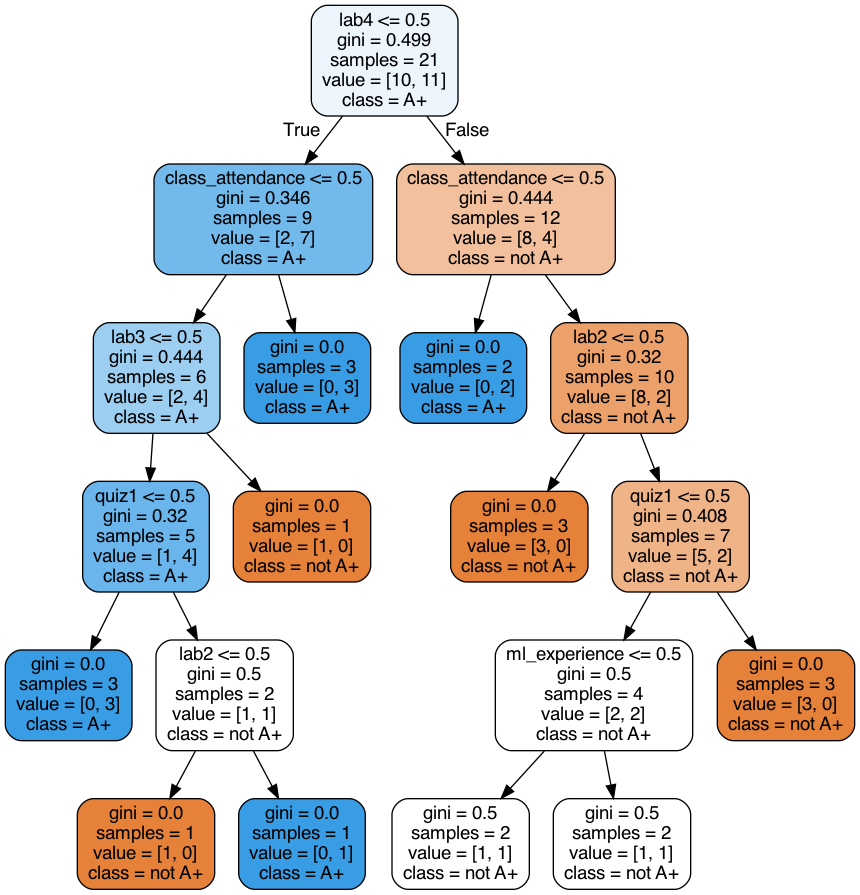 lab4 <= 0.5
gini = 0.499
samples = 21
value = [10, 11]
class = A+
True
False
class_attendance <= 0.5
gini = 0.346
samples = 9
value = [2, 7]
class = A+
class_attendance <= 0.5
gini = 0.444
samples = 12
value = [8, 4]
class = not A+
lab3 <= 0.5
gini = 0.444
samples = 6
value = [2, 4]
class = A+
gini = 0.0
samples = 3
value = [0, 3]
class = A+
gini = 0.0
samples = 2
value = [0, 2]
class = A+
lab2 <= 0.5
gini = 0.32
samples = 10
value = [8, 2]
class = not A+
quiz1 <= 0.5
gini = 0.32
samples = 5
value = [1, 4]
class = A+
gini = 0.0
samples = 1
value = [1, 0]
class = not A+
gini = 0.0
samples = 3
value = [3, 0]
class = not A+
quiz1 <= 0.5
gini = 0.408
samples = 7
value = [5, 2]
class = not A+
gini = 0.0
samples = 3
value = [0, 3]
class = A+
lab2 <= 0.5
gini = 0.5
samples = 2
value = [1, 1]
class = not A+
ml_experience <= 0.5
gini = 0.5
samples = 4
value = [2, 2]
class = not A+
gini = 0.0
samples = 3
value = [3, 0]
class = not A+
gini = 0.0
samples = 1
value = [1, 0]
class = not A+
gini = 0.0
samples = 1
value = [0, 1]
class = A+
gini = 0.5
samples = 2
value = [1, 1]
class = not A+
gini = 0.5
samples = 2
value = [1, 1]
class = not A+